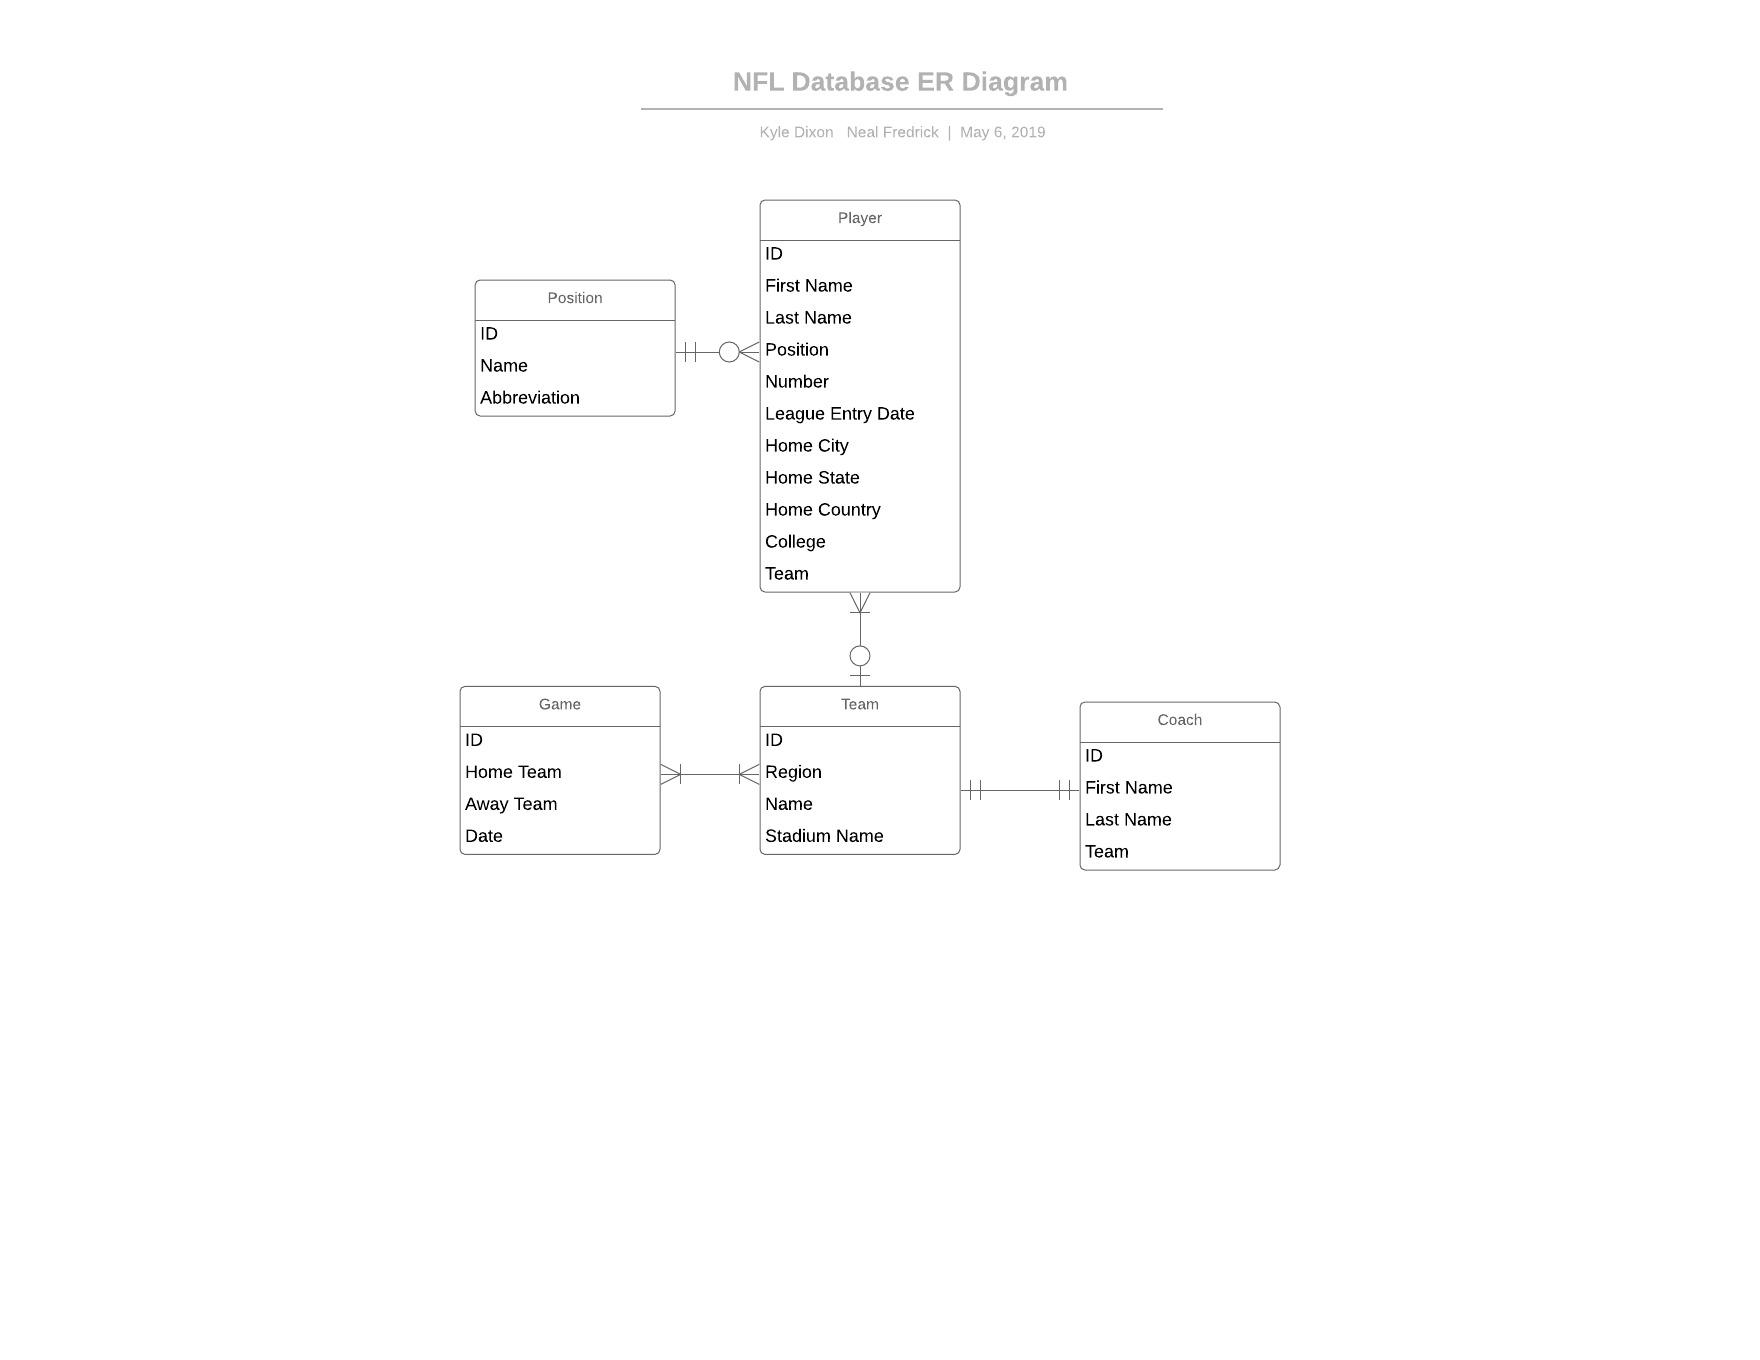 NFL Database ER Diagram
Kyle Dixon Neal Fredrick | May 6, 2019
Player
ID
First Name
Last Name
Position
Number
League Entry Date
Home City
Home State
Home Country
College
Team
Position
ID
Name
Abbreviation
Game
ID
Home Team
Away Team
Date
Team
ID
Region
Name
Stadium Name
Coach
ID
First Name
Last Name
Team